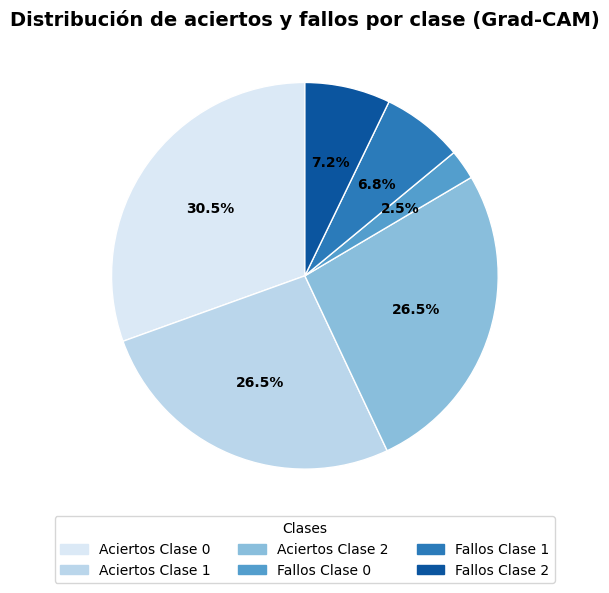 Distribución de aciertos y fallos por clase (Grad-CAM)
7.2%
6.8%
2.5%
30.5%
26.5%
26.5%
Clases
Aciertos Clase 0
Aciertos Clase 1
Aciertos Clase 2
Fallos Clase 0
Fallos Clase 1
Fallos Clase 2